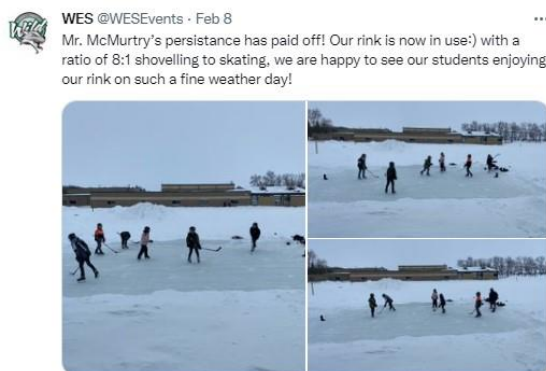 WES @WESEvents · Feb 8
Mr. McMurtry's persistance has paid off! Our rink is now in use:) with a
ratio of 8:1 shovelling to skating, we are happy to see our students enjoying
our rink on such a fine weather day!